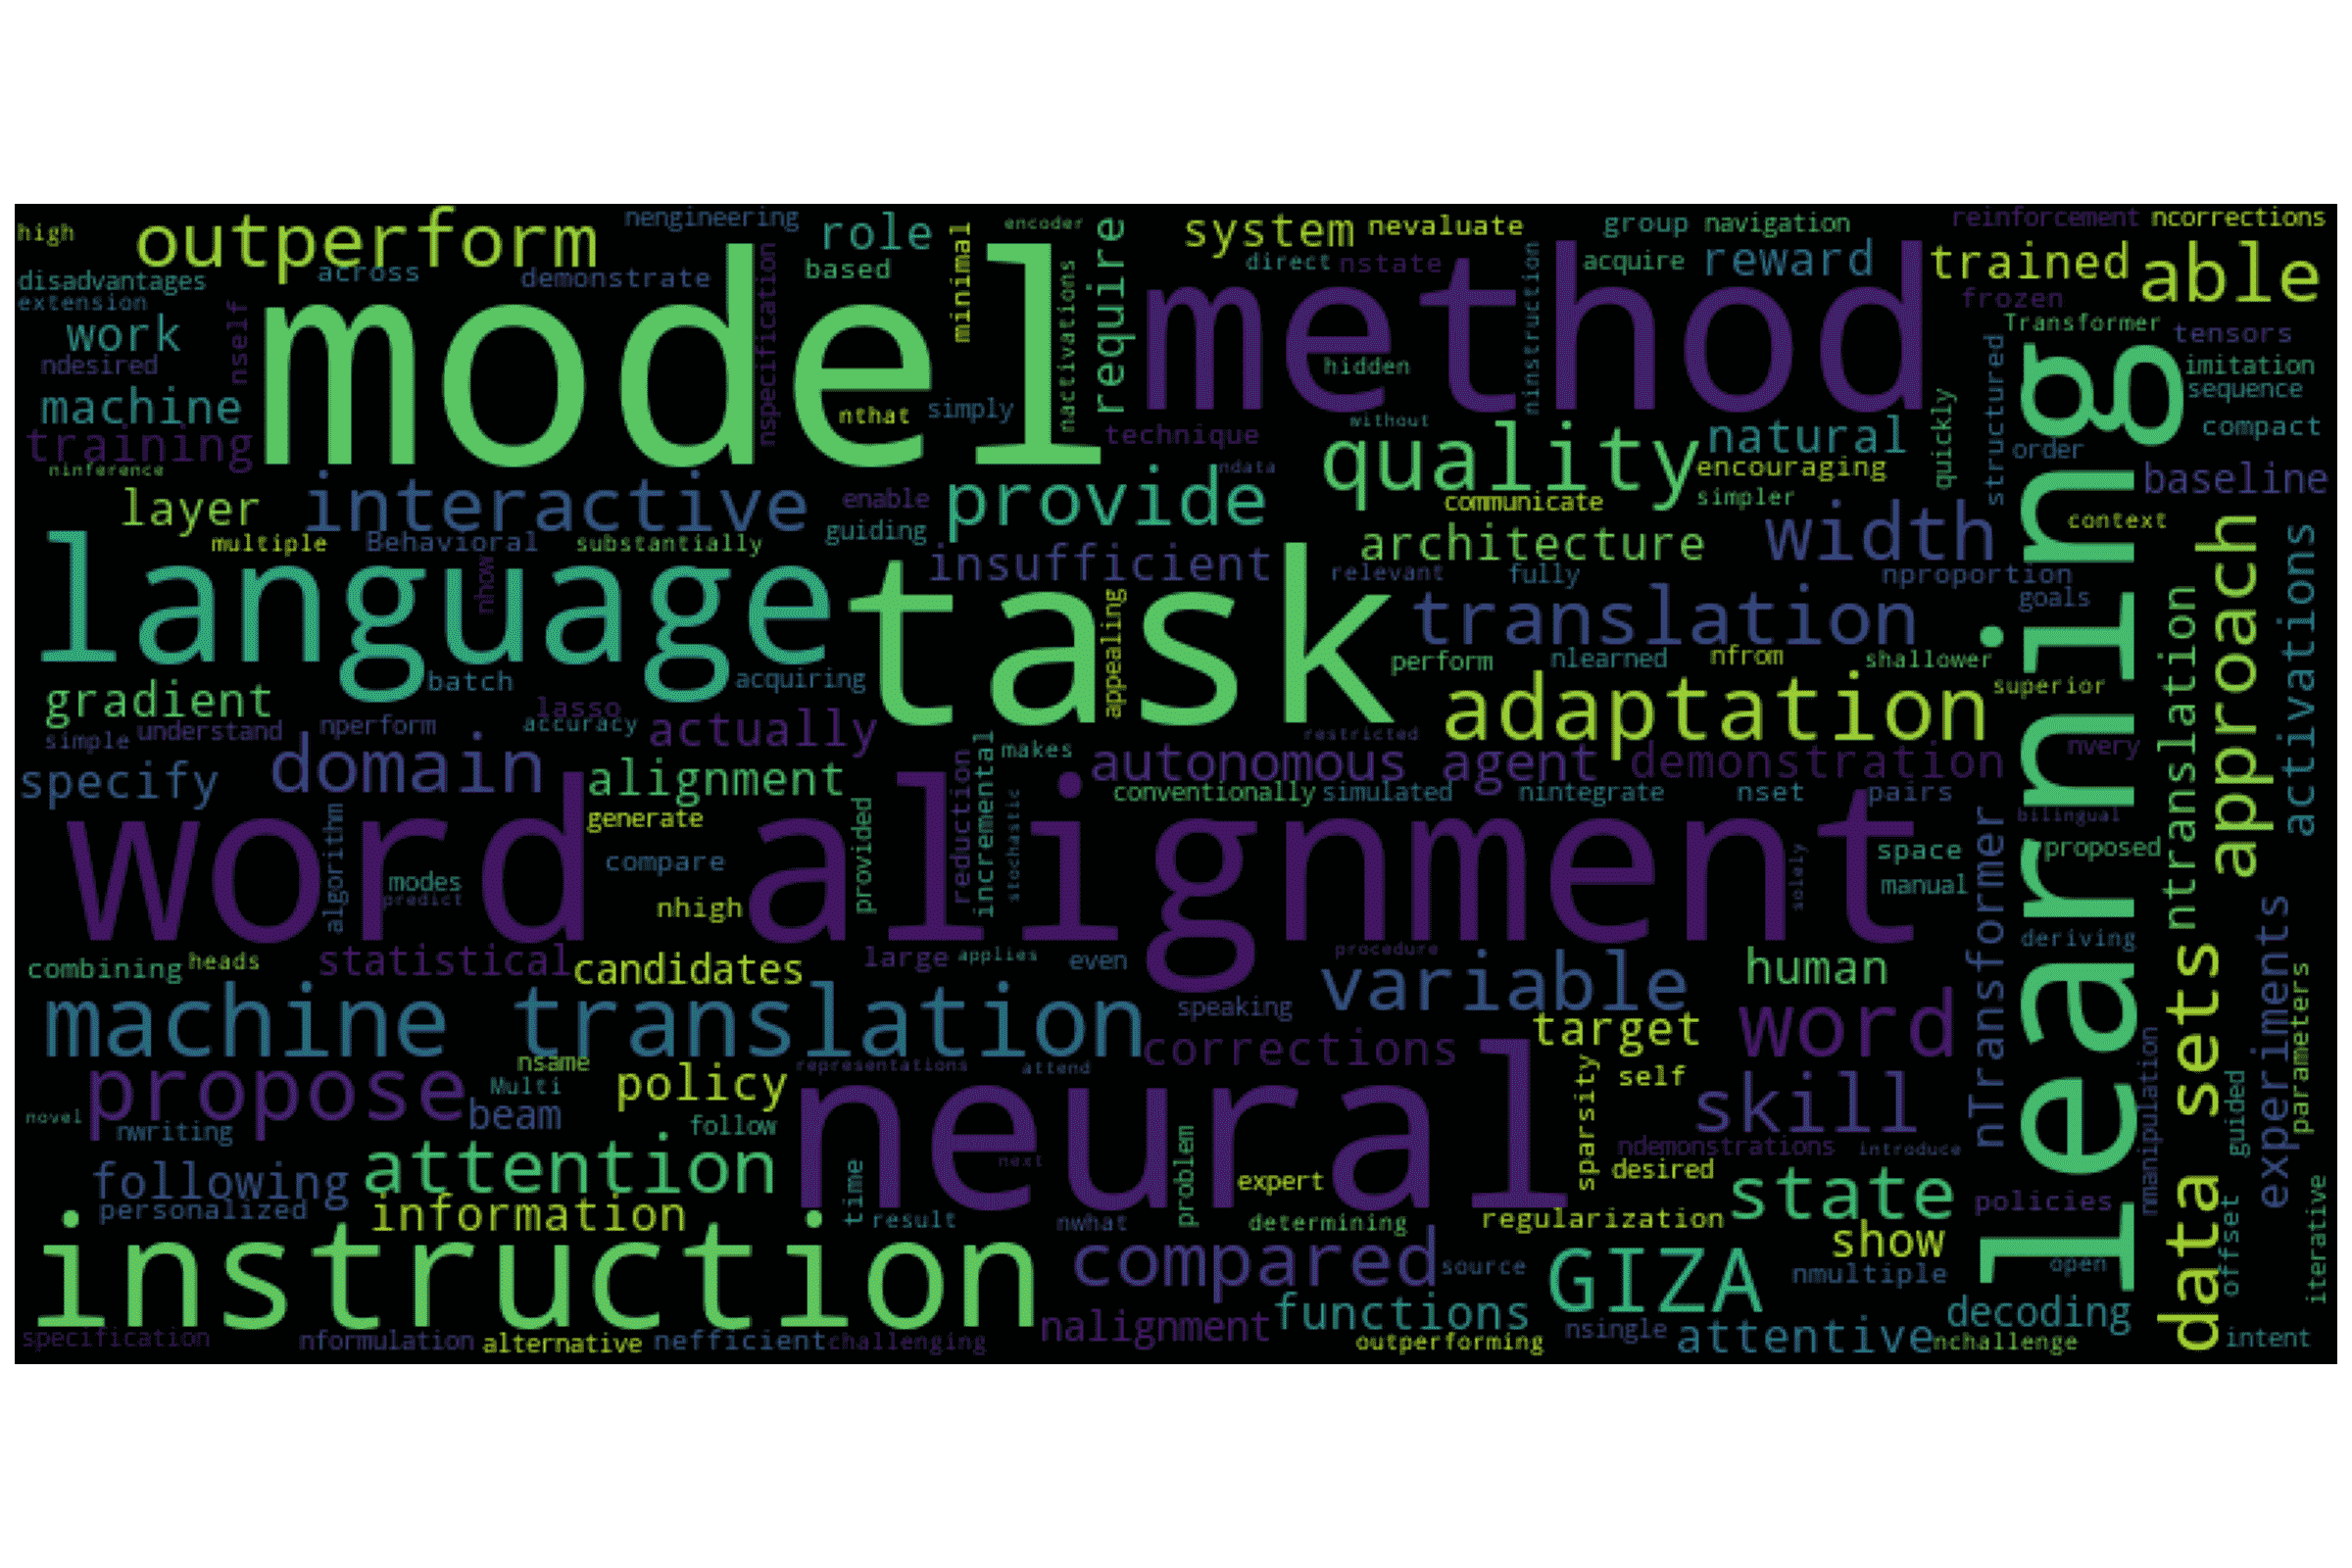 high
outperform
nengineering
role
encoder
system
nevaluate
group
navigation
reinforcement
ncorrections
disadvantages
across
demonstrate
based
minimal
require
direct
nstate
acquire
reward
trained
able
extension
work
nself
model
nspecification
nactivations
method
ninstruction
hidden
frozen
Transformer
tensors
ndesired
machine
nthat
simply
structured
imitation
sequence
training
technique
without
natural
quickly
order
compact
ninference
layer
interactive
enable
provide
ndata
quality
encouraging
communicate
simpler
baseline
multiple
Behavioral
substantially
guiding
architecture
width
context
language
nhow
task
insufficient
relevant
fully
nproportion
goals
learning
approach
activations
appealing
translation
ntranslation
gradient
batch
acquiring
perform
nlearned
nfrom
shallower
superior
simple
understand
nperform
lasso
accuracy
actually
adaptation
restricted
makes
nvery
specify
domain
alignment
autonomous agent
demonstration
conventionally
simulated
nintegrate
nset
pairs
bilingual
word alignment
generate
algorithm
compare
provided
reduction
incremental
stochastic
solely
space
proposed
modes
predict
manual
nhigh
combining
heads
statistical
candidates
large
applies
even
procedure
variable
human
nTransformer
deriving
data sets
experiments
machine translation
speaking
target
word
corrections
nsame
representations
attend
propose
Multi
policy
neural
sparsity
self
skill
nmanipulation
guided
parameters
novel
nwriting
beam
follow
ndemonstrations
introduce
following
attention
next
problem
expert
desired
state
policies
personalized
information
time
result
nwhat
determining
regularization
show
offset
iterative
instruction
compared
source
GIZA
nmultiple
open
specification
nformulation
alternative
nefficient
challenging
nalignment
functions
outperforming
nsingle
attentive
decoding
nchallenge
intent